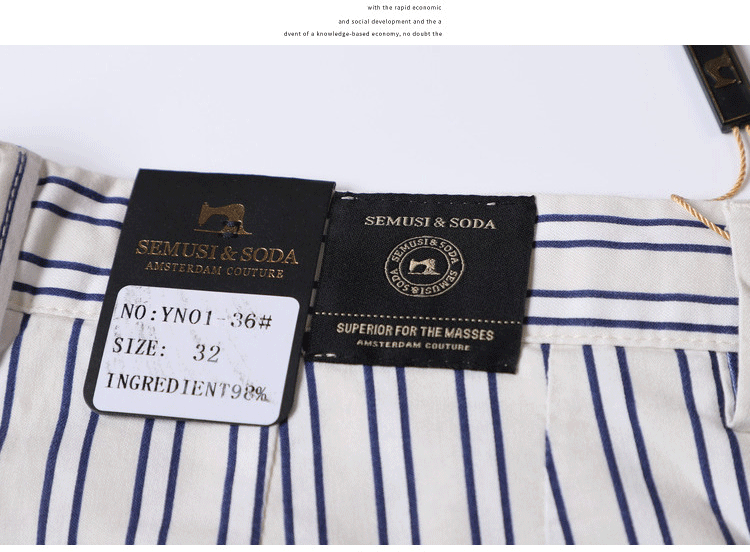 with the rapid economic
and social development and the a
dvent of a knowledge-based economy, no doubt the
SEMUSI & SODA
AMSTERDAM COUTURE
NO:YN01-36#
SIZE: 32
INGREDIENT98%
SEMUSI & SODA
SEMUSI & SODA
SEMUSI & SODA
SUPERIOR FOR THE MASSES
AMSTERDAM COUTURE